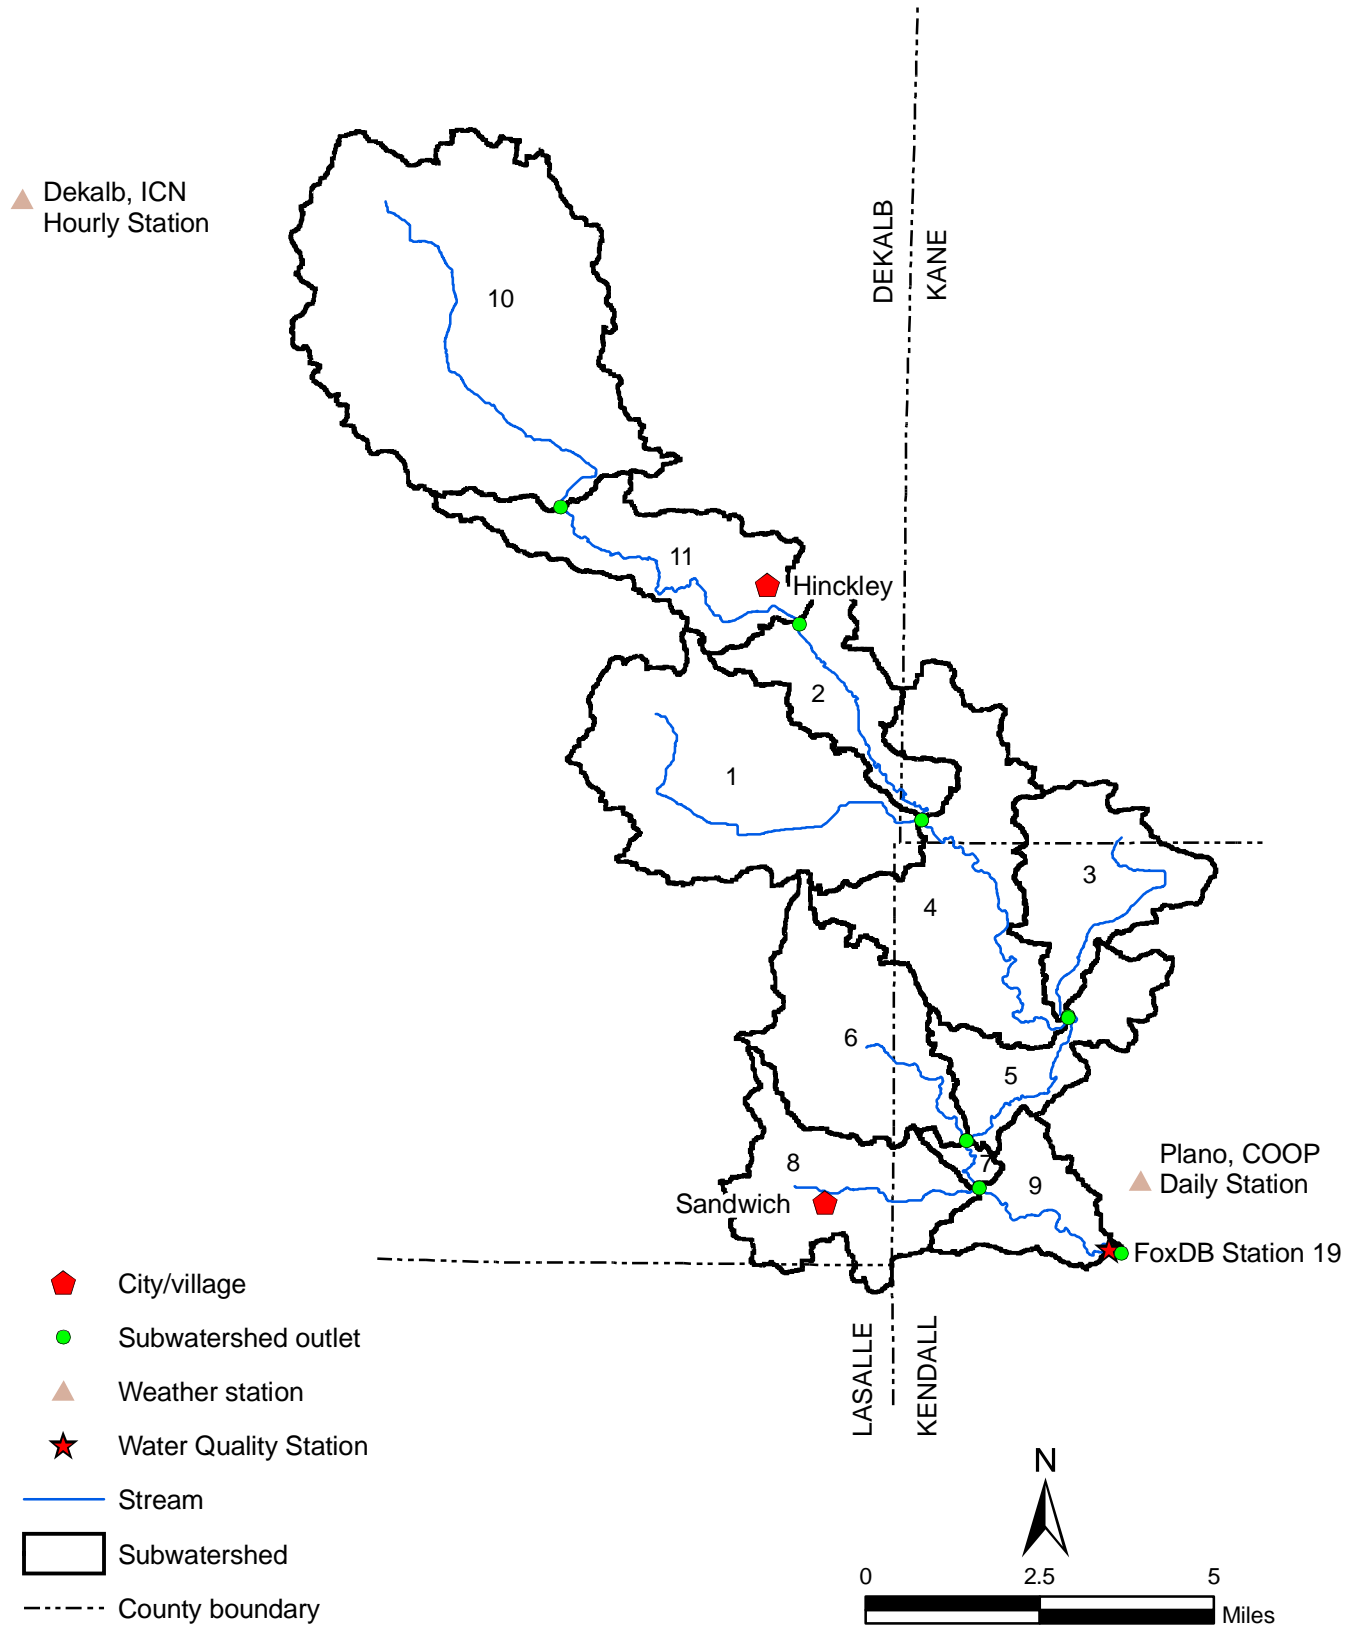 Dekalb, ICN
Hourly Station
DEKALB
KANE
10
11
Hinckley
2
1
3
4
6
5
8
7
9
Sandwich
Plano, COOP
Daily Station
FoxDB Station 19
LASALLE
KENDALL
City/village
Subwatershed outlet
Weather station
Water Quality Station
Stream
Subwatershed
County boundary
N
0 2.5 5
Miles